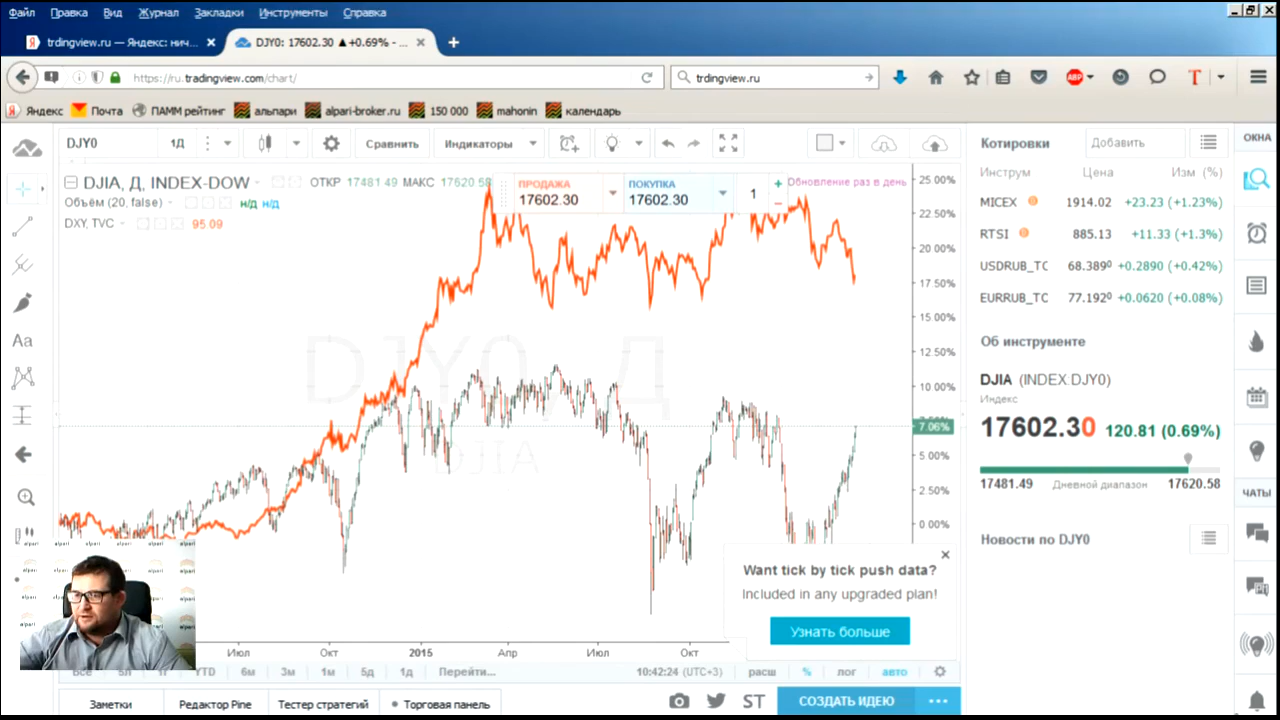 Файл Правка Вид Журнал Закладки Инструменты Справка
trdingview.ru — Яндекс: нич... DJY0: 17602.30 ▲+0.69% - ...
https://ru.tradingview.com/chart/ trdingview.ru
Яндекс Почта ПАММ рейтинг альпари alpari-broker.ru 150 000 mahonin календарь
DJY0 1Д Сравнить Индикаторы
DJIA, Д, INDEX-DOW ОТКР 17481.49 МАКС 17620.58
Объём (20, false) н/д н/д
DXY, TVC 95.09
ПРОДАЖА
17602.30
ПОКУПКА
17602.30
1
Обновление раз в день
25.00%
22.50%
20.00%
17.50%
15.00%
12.50%
10.00%
7.06%
5.00%
2.50%
0.00%
DJY0, Д
DJIA
Aa
Want tick by tick push data?
Included in any upgraded plan!
Узнать больше
Июл Окт 2015 Апр Июл Окт
Все 5л 1г YTD 6м 3м 1м 5д 1д Перейти... 10:42:24 (UTC+3) расш % лог авто
Заметки Редактор Pine Тестер стратегий Торговая панель ST СОЗДАТЬ ИДЕЮ
Котировки Добавить
Инструм Цена Изм (%)
MICEX 1914.02 +23.23 (+1.23%)
RTSI 885.13 +11.33 (+1.3%)
USDRUB_TC 68.389⁰ +0.2890 (+0.42%)
EURRUB_TC 77.192⁰ +0.0620 (+0.08%)
Об инструменте
DJIA (INDEX:DJY0)
Индекс
17602.30 120.81 (0.69%)
17481.49 Дневной диапазон 17620.58
Новости по DJY0
ОКНА
ЧАТЫ
ABP
alpari alpari alpari alpari